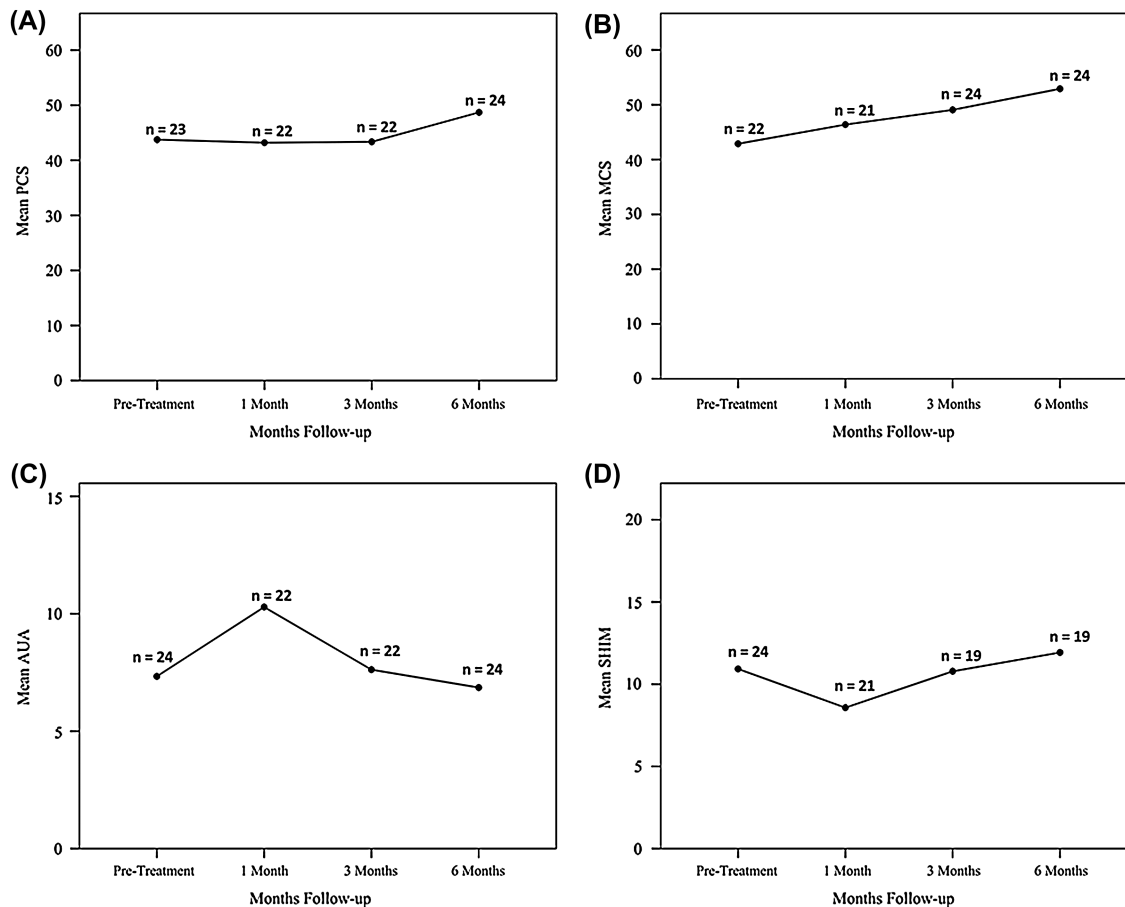 (A)
Mean PCS
60
50
40
30
20
10
0
n = 23
n = 22
n = 22
n = 24
Pre-Treatment
1 Month
3 Months
6 Months
Months Follow-up
(B)
Mean MCS
60
50
40
30
20
10
0
n = 22
n = 21
n = 24
n = 24
Pre-Treatment
1 Month
3 Months
6 Months
Months Follow-up
(C)
Mean AUA
15
10
5
0
n = 24
n = 22
n = 22
n = 24
Pre-Treatment
1 Month
3 Months
6 Months
Months Follow-up
(D)
Mean SHIM
20
15
10
5
0
n = 24
n = 21
n = 19
n = 19
Pre-Treatment
1 Month
3 Months
6 Months
Months Follow-up